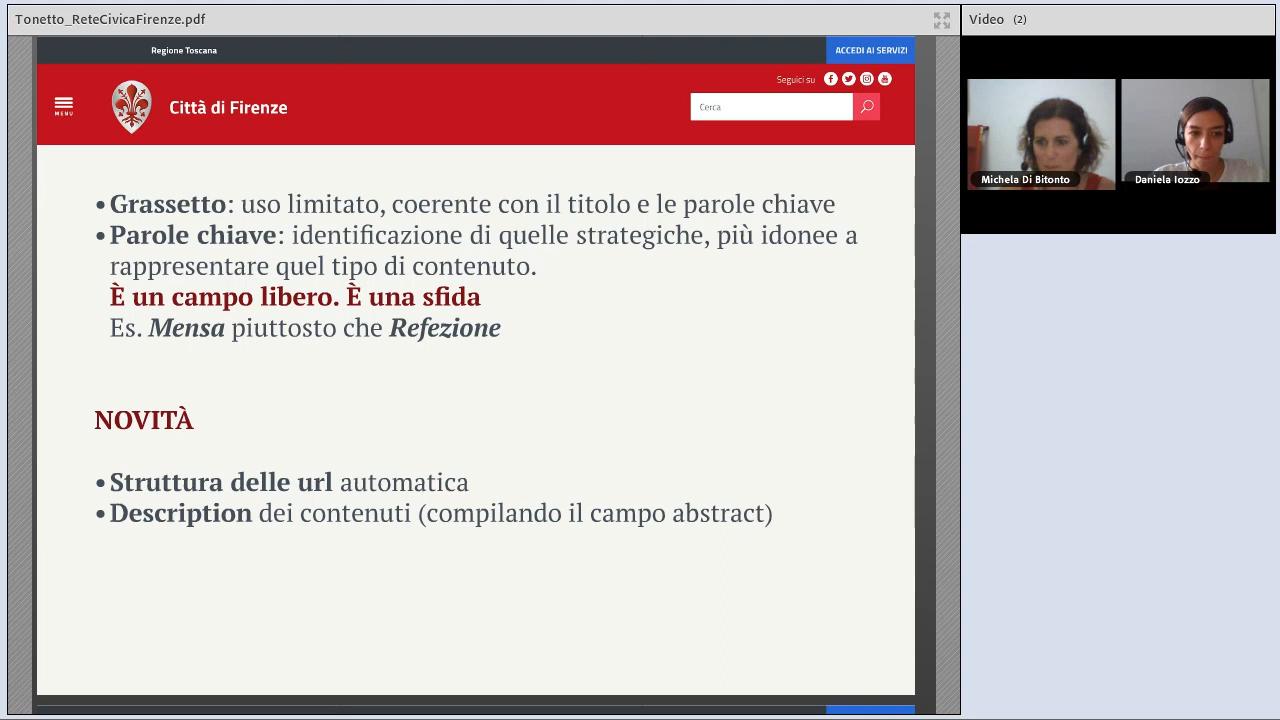 Tonetto_ReteCivicaFirenze.pdf
Video (2)
Regione Toscana
ACCEDI AI SERVIZI
Seguici su
MENU
Città di Firenze
Cerca
Michela Di Bitonto
Daniela Iozzo
• Grassetto: uso limitato, coerente con il titolo e le parole chiave
• Parole chiave: identificazione di quelle strategiche, più idonee a
rappresentare quel tipo di contenuto.
È un campo libero. È una sfida
Es. Mensa piuttosto che Refezione
NOVITÀ
• Struttura delle url automatica
• Description dei contenuti (compilando il campo abstract)